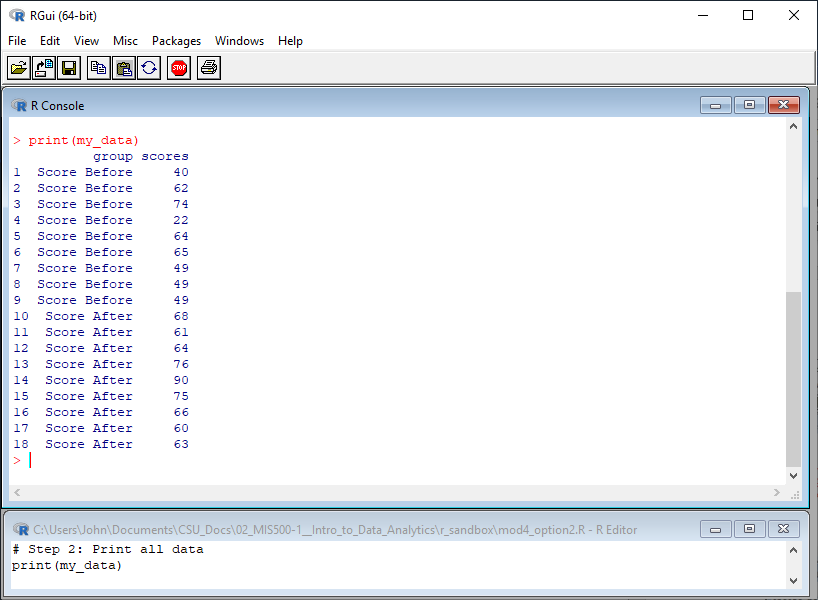 RGui (64-bit)
File Edit View Misc Packages Windows Help
STOP
R Console
> print(my_data)
          group scores
1  Score Before     40
2  Score Before     62
3  Score Before     74
4  Score Before     22
5  Score Before     64
6  Score Before     65
7  Score Before     49
8  Score Before     49
9  Score Before     49
10  Score After     68
11  Score After     61
12  Score After     64
13  Score After     76
14  Score After     90
15  Score After     75
16  Score After     66
17  Score After     60
18  Score After     63
>
C:\Users\John\Documents\CSU_Docs\02_MIS500-1__Intro_to_Data_Analytics\r_sandbox\mod4_option2.R - R Editor
# Step 2: Print all data
print(my_data)